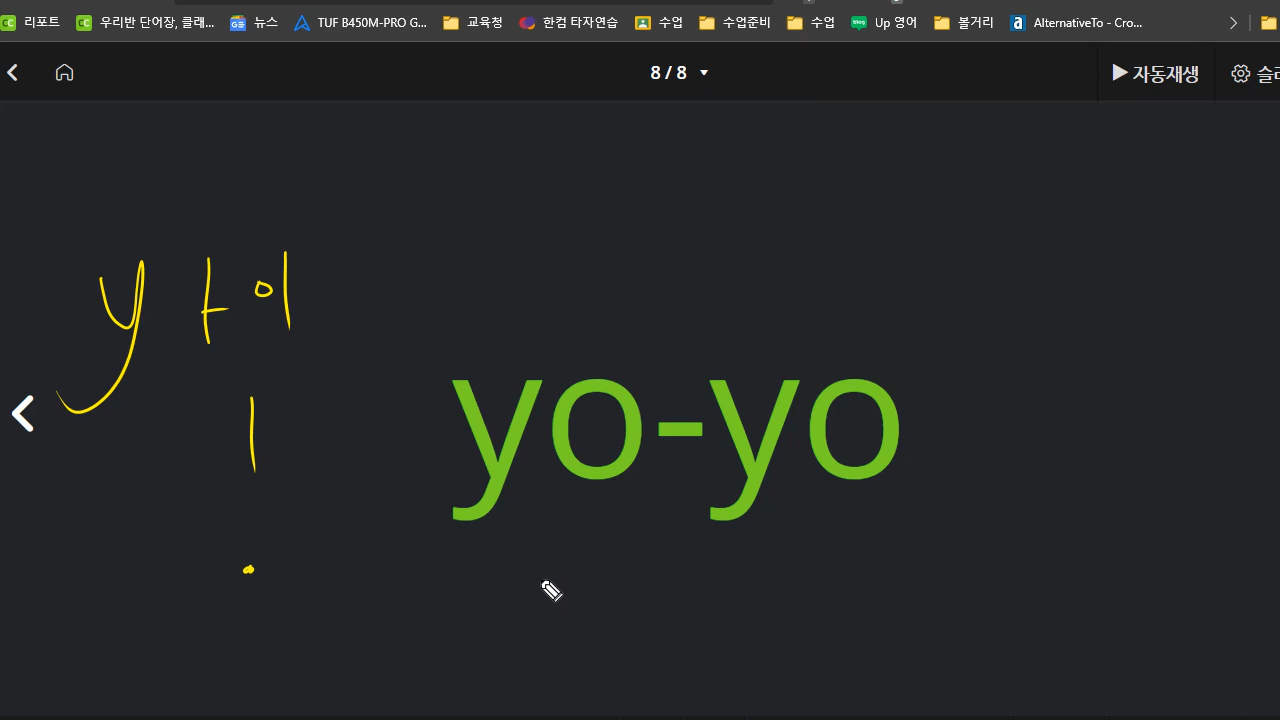 리포트 우리반 단어장, 클래... 뉴스 TUF B450M-PRO G... 교육청 한컴 타자연습 수업 수업준비 수업 Up 영어 볼거리 AlternativeTo - Cro...
8 / 8 자동재생
y ㅏ 이
ㅣ
yo-yo